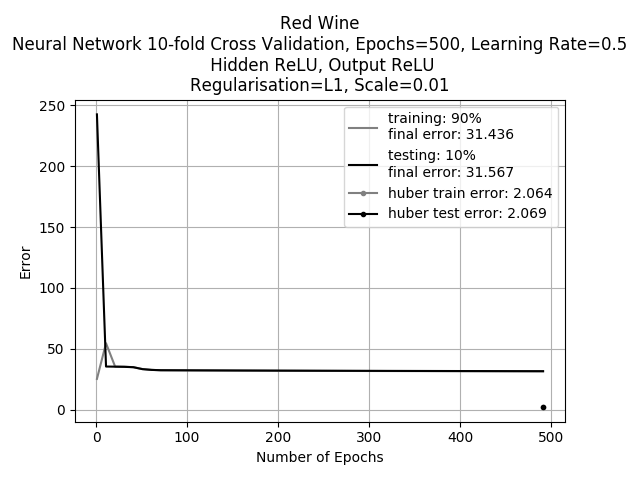 Red Wine
Neural Network 10-fold Cross Validation, Epochs=500, Learning Rate=0.5
Hidden ReLU, Output ReLU
Regularisation=L1, Scale=0.01
250
200
150
100
50
0
Error
training: 90%
final error: 31.436
testing: 10%
final error: 31.567
huber train error: 2.064
huber test error: 2.069
0 100 200 300 400 500
Number of Epochs